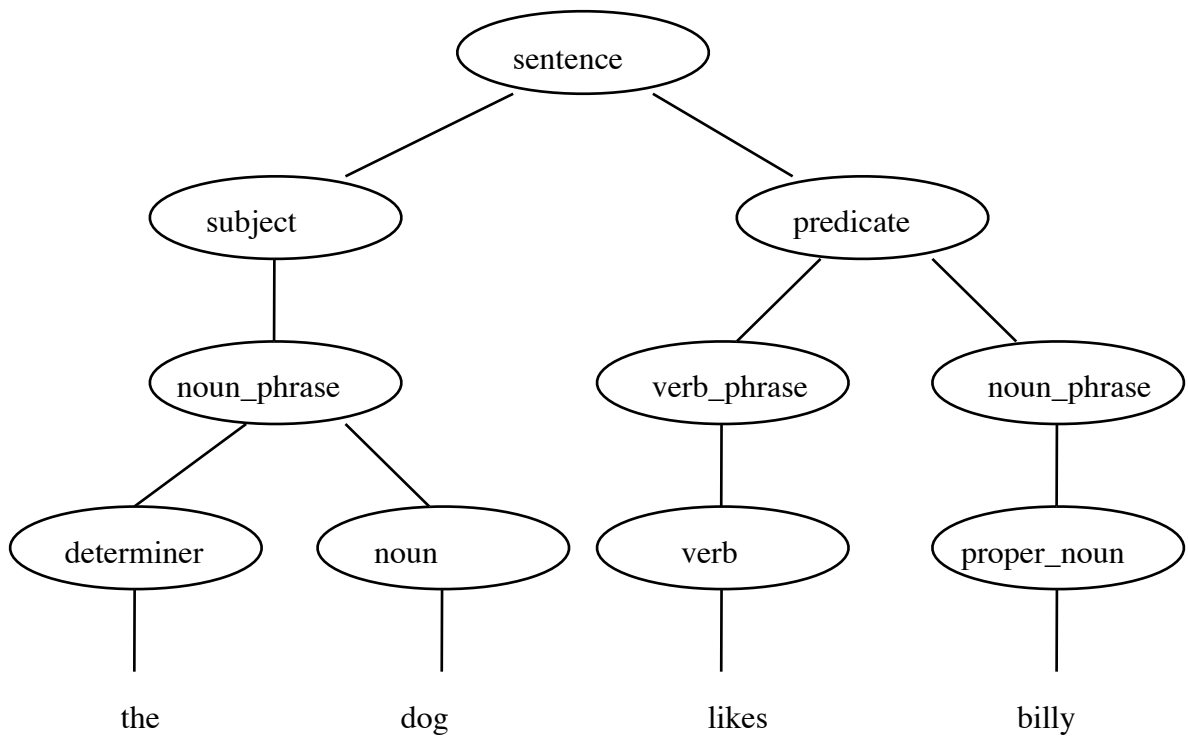 sentence
subject predicate
noun_phrase verb_phrase noun_phrase
determiner noun verb proper_noun
the dog likes billy